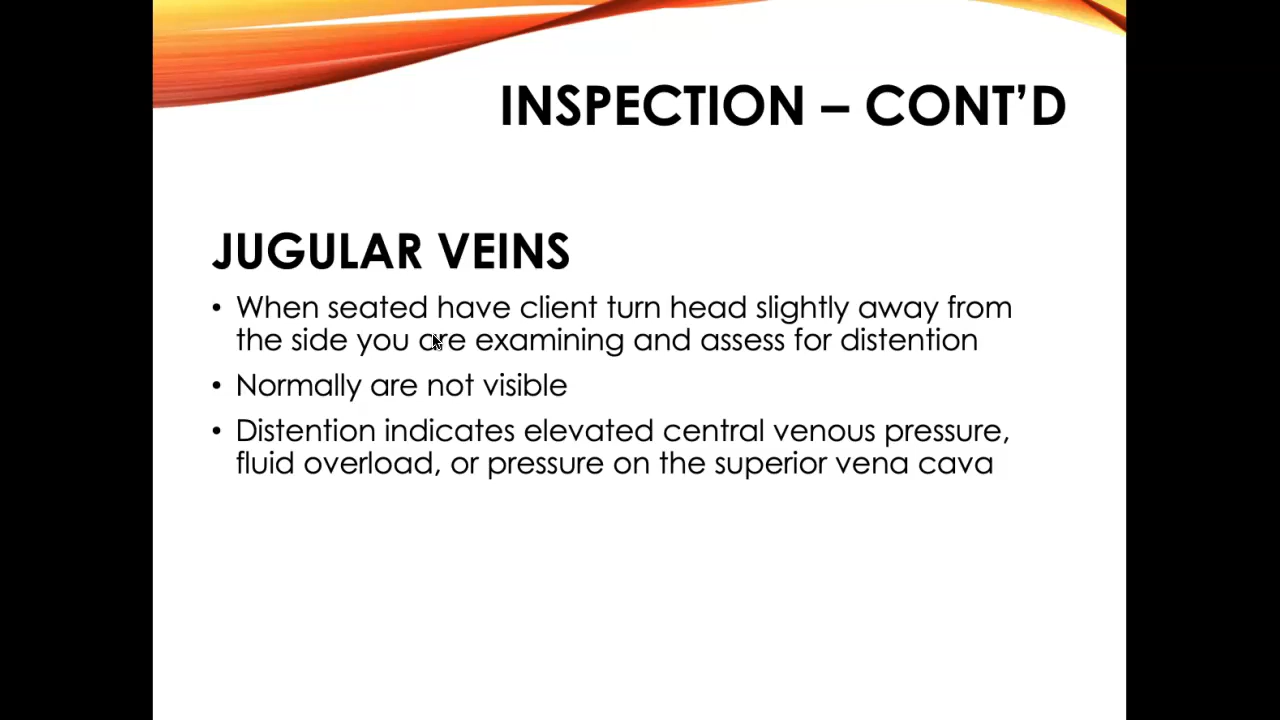 INSPECTION – CONT’D
JUGULAR VEINS
• When seated have client turn head slightly away from
the side you are examining and assess for distention
• Normally are not visible
• Distention indicates elevated central venous pressure,
fluid overload, or pressure on the superior vena cava